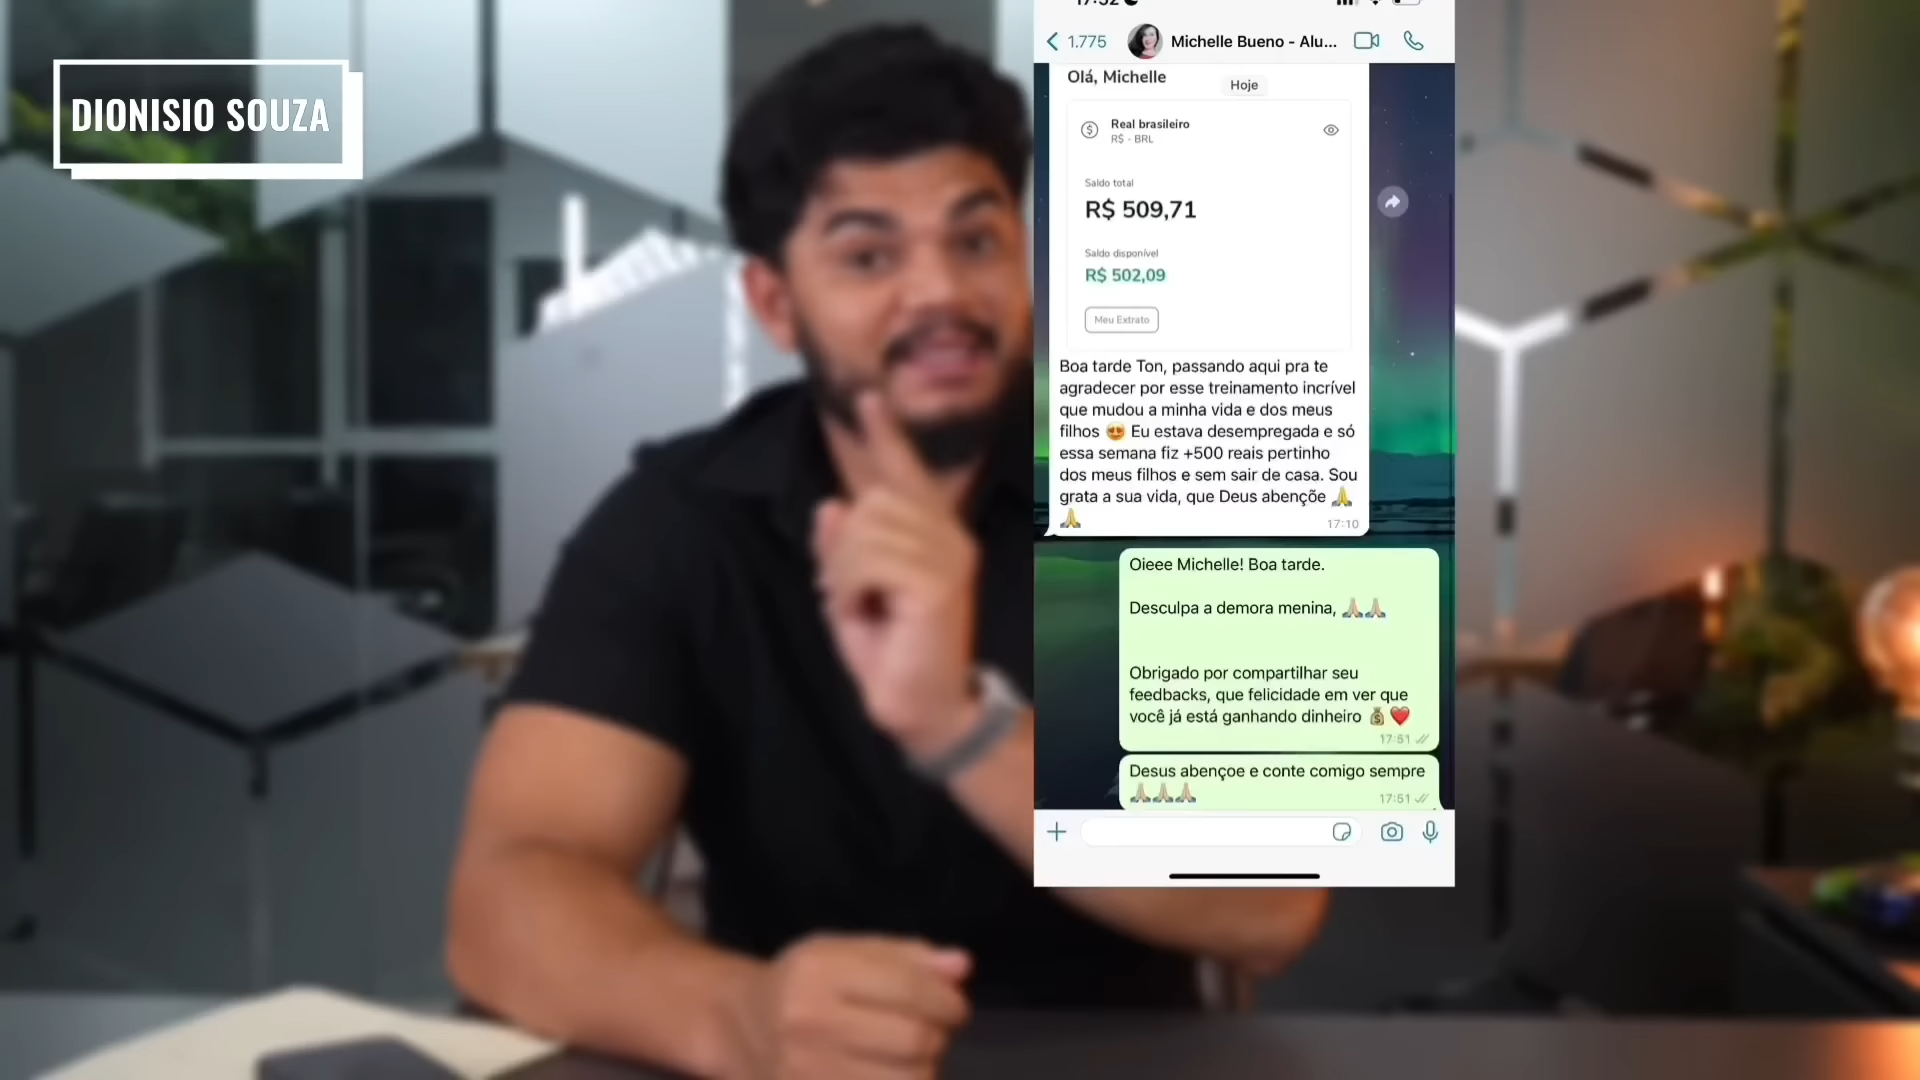 DIONISIO SOUZA
17:52
1.775
Michelle Bueno - Alu...
Olá, Michelle
Hoje
Real brasileiro
R$ - BRL
Saldo total
R$ 509,71
Saldo disponível
R$ 502,09
Meu Extrato
Boa tarde Ton, passando aqui pra te
agradecer por esse treinamento incrível
que mudou a minha vida e dos meus
filhos 😍 Eu estava desempregada e só
essa semana fiz +500 reais pertinho
dos meus filhos e sem sair de casa. Sou
grata a sua vida, que Deus abençõe 🙏
🙏
17:10
Oieee Michelle! Boa tarde.
Desculpa a demora menina, 🙏🏼🙏🏼
Obrigado por compartilhar seu
feedbacks, que felicidade em ver que
você já está ganhando dinheiro 💰❤️
17:51
Desus abençoe e conte comigo sempre
🙏🏼🙏🏼🙏🏼
17:51